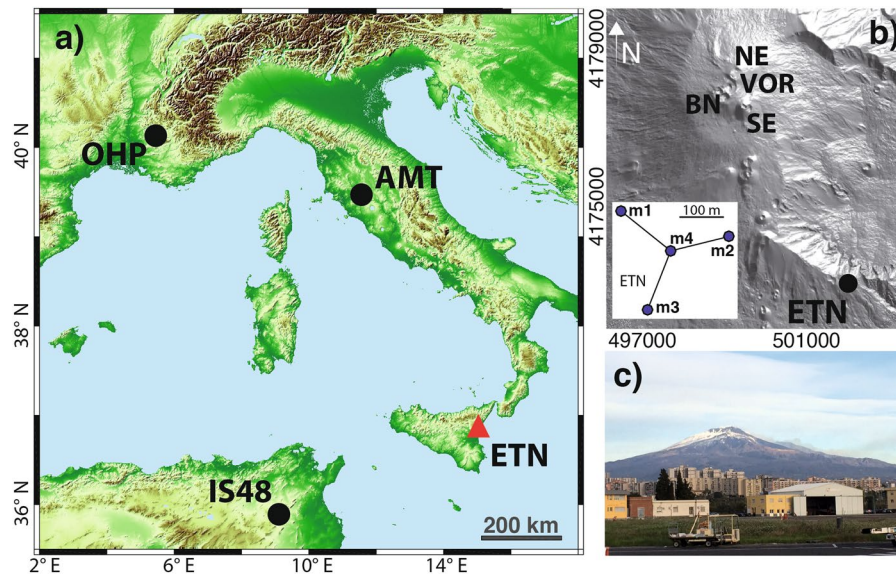 a)
OHP
AMT
ETN
IS48
200 km
40° N
38° N
36° N
2° E
6° E
10° E
14° E
b)
N
NE
VOR
BN
SE
4179000
4175000
100 m
m1
m4
m2
ETN
m3
ETN
497000
501000
c)